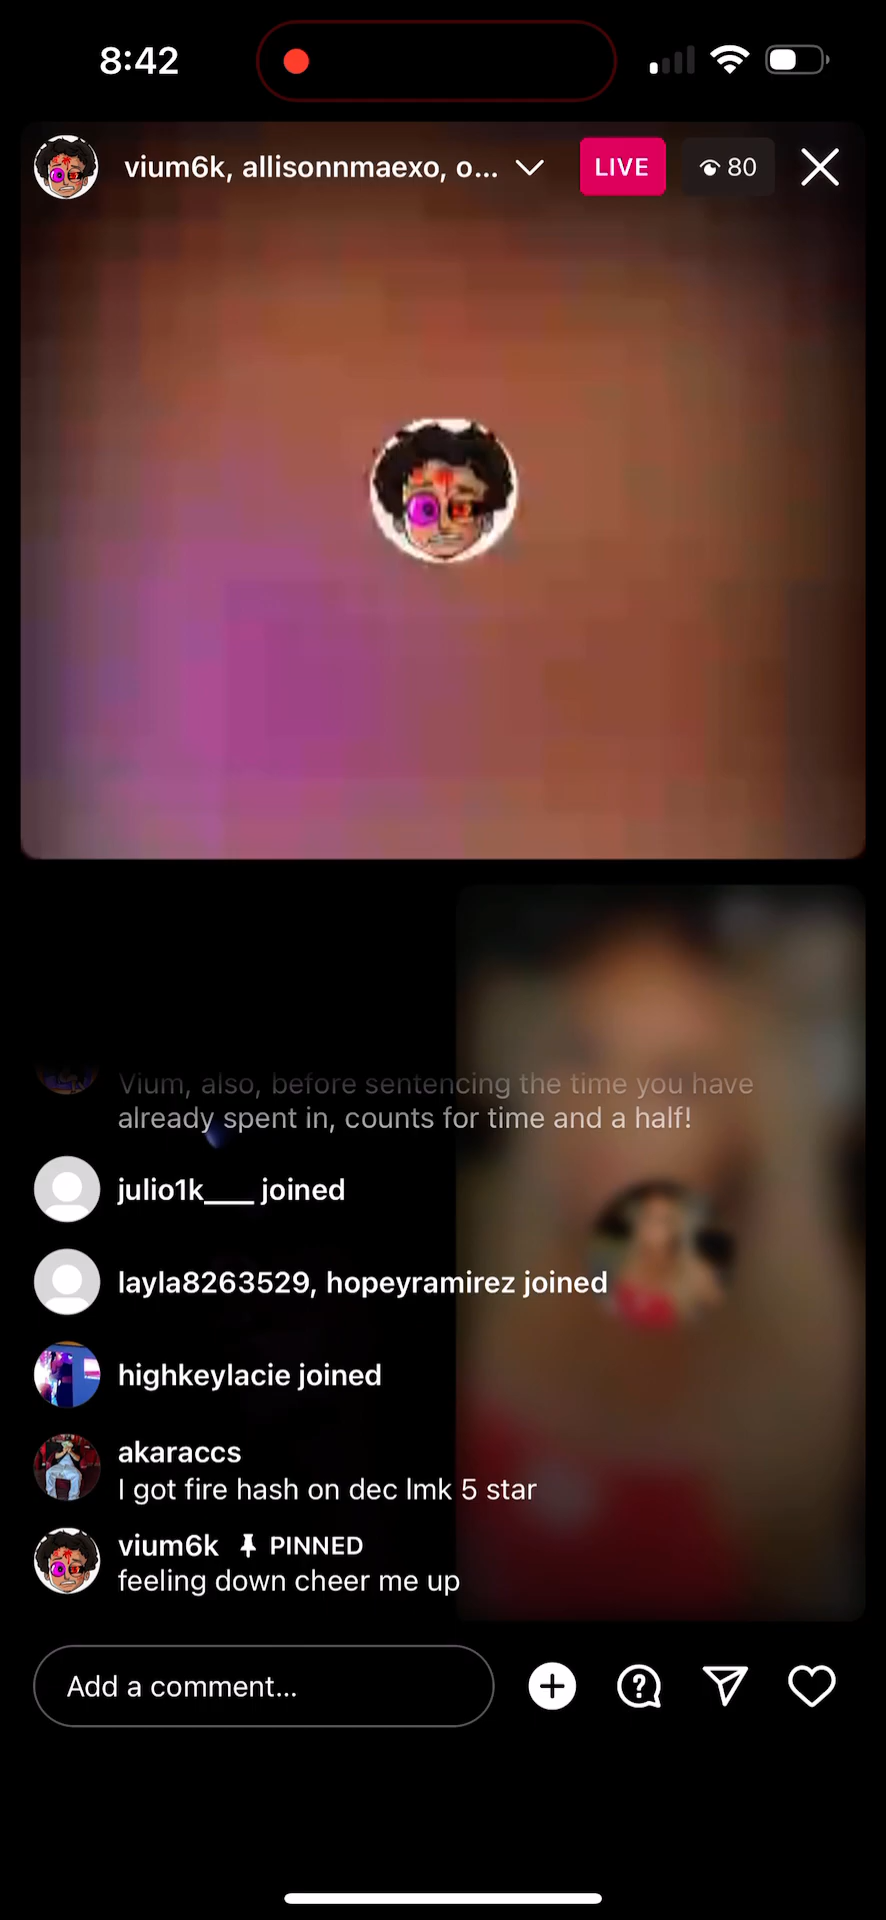 8:42
vium6k, allisonnmaexo, o...
LIVE
80
Vium, also, before sentencing the time you have
already spent in, counts for time and a half!
julio1k____ joined
layla8263529, hopeyramirez joined
highkeylacie joined
akaraccs
I got fire hash on dec lmk 5 star
vium6k PINNED
feeling down cheer me up
Add a comment...